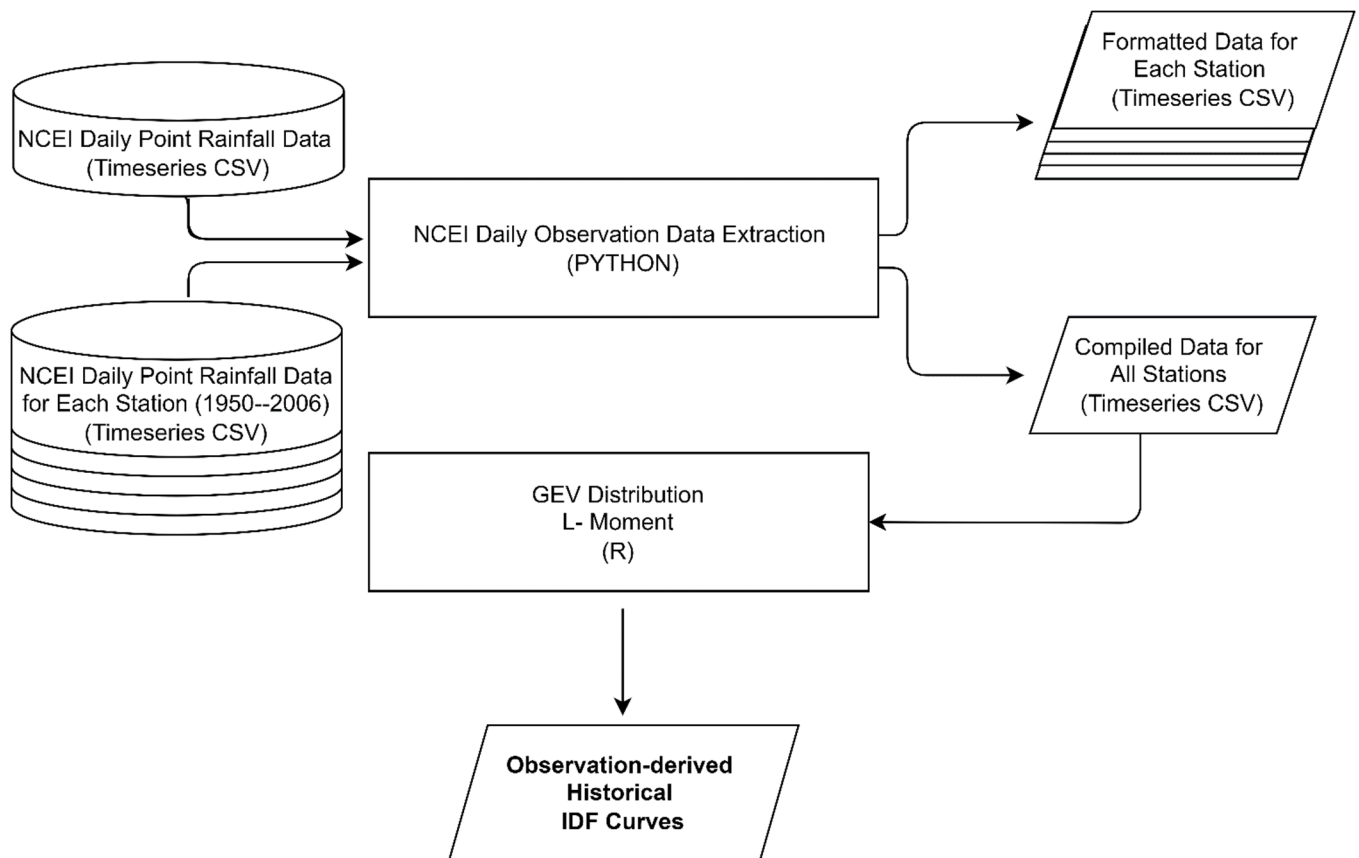 NCEI Daily Point Rainfall Data
(Timeseries CSV)
NCEI Daily Point Rainfall Data
for Each Station (1950--2006)
(Timeseries CSV)
NCEI Daily Observation Data Extraction
(PYTHON)
Formatted Data for
Each Station
(Timeseries CSV)
Compiled Data for
All Stations
(Timeseries CSV)
GEV Distribution
L- Moment
(R)
Observation-derived
Historical
IDF Curves